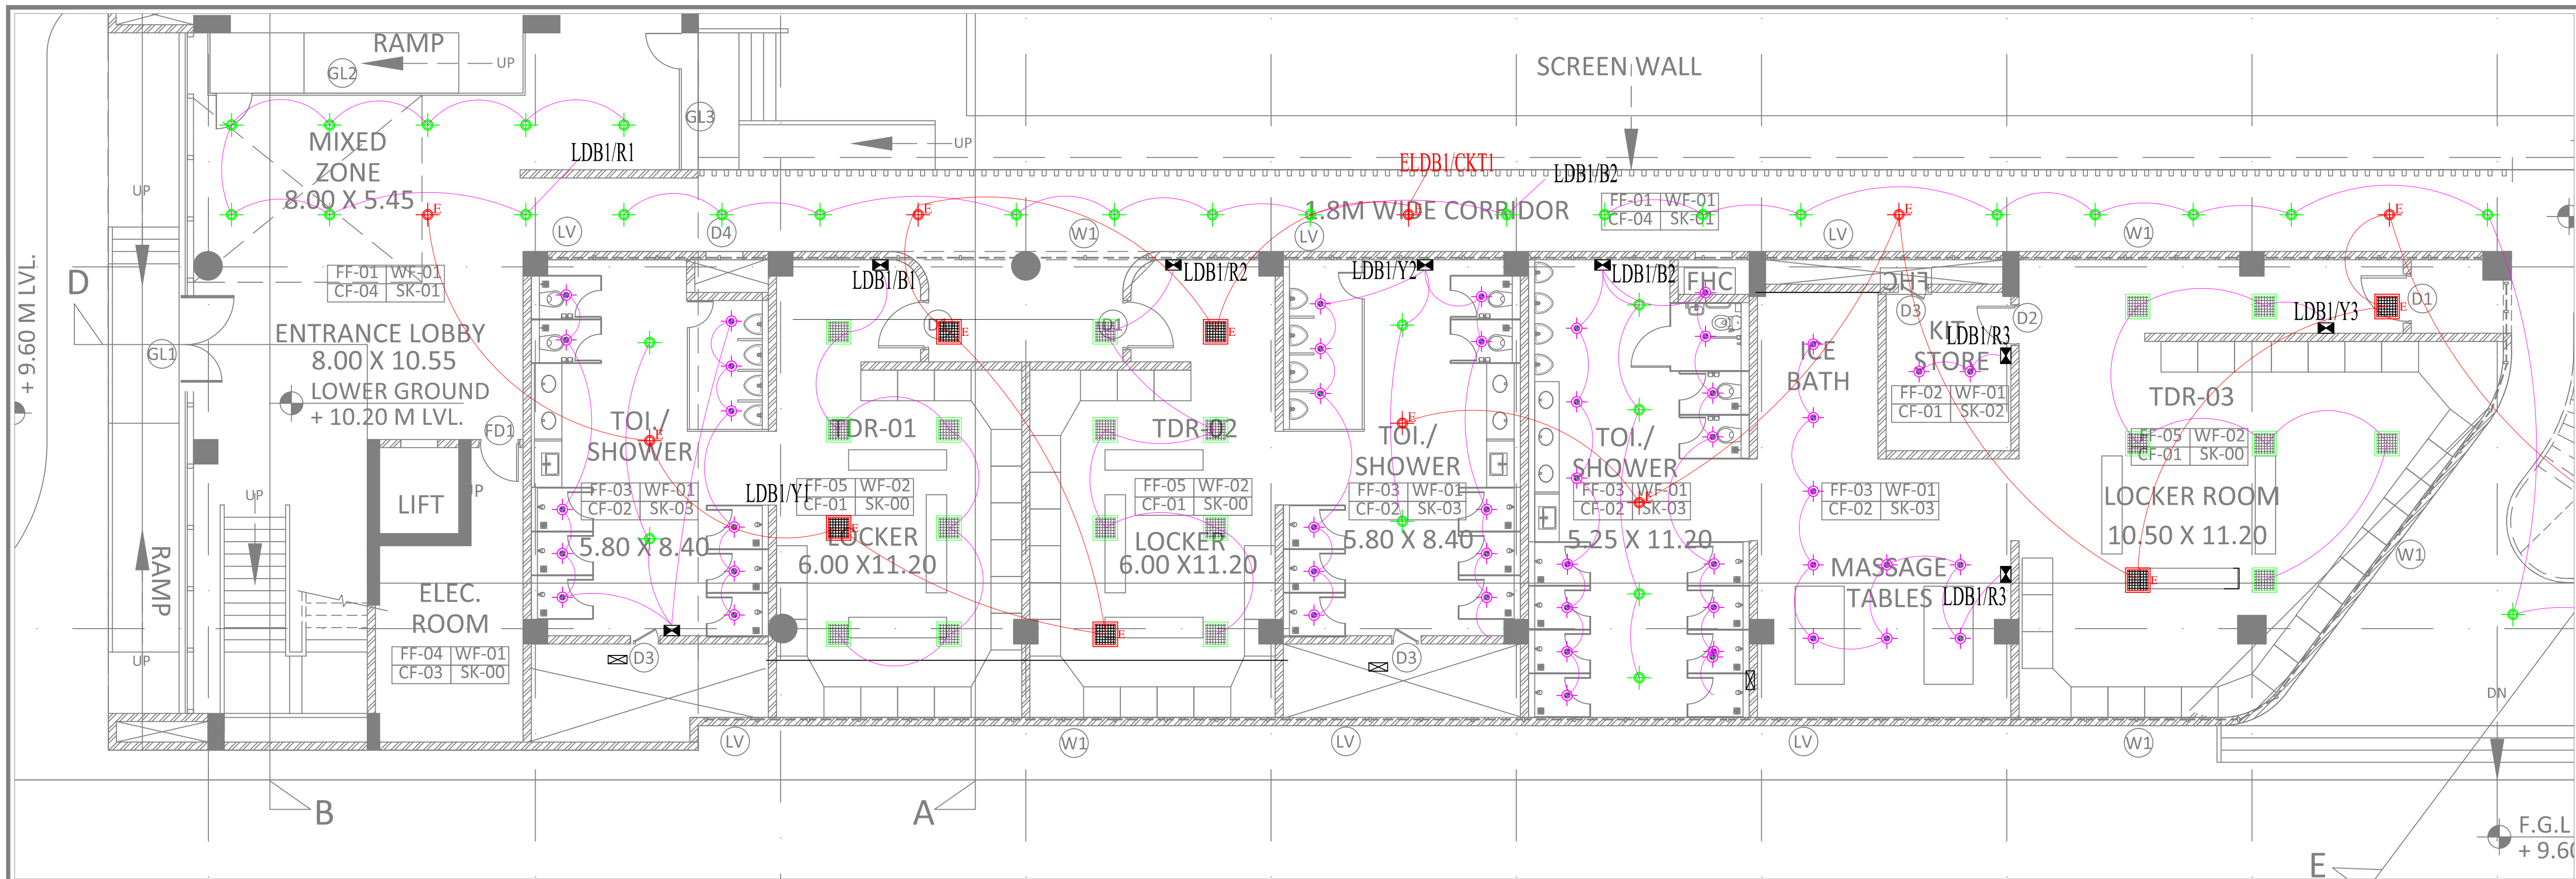 RAMP
UP
GL2
GL3
UP
SCREEN WALL
MIXED
ZONE
8.00 X 5.45
LDB1/R1
ELDB1/CKT1
LDB1/B2
1.8M WIDE CORRIDOR
FF-01 WF-01
CF-04 SK-01
UP
E
E
E
E
E
LV
D4
W1
LV
LV
W1
D
+ 9.60 M LVL.
FF-01 WF-01
CF-04 SK-01
LDB1/B1
LDB1/R2
LDB1/Y2
LDB1/B2
FHC
FHC
D3
D2
D1
LDB1/Y3
ENTRANCE LOBBY
8.00 X 10.55
GL1
LOWER GROUND
+ 10.20 M LVL.
FD1
E
D1
E
E
KIT
STORE
LDB1/R3
ICE
BATH
FF-02 WF-01
CF-01 SK-02
TOI./
SHOWER
E
TDR-01
TDR-02
TOI./
SHOWER
E
TOI./
SHOWER
E
TDR-03
FF-05 WF-02
CF-01 SK-00
LIFT
UP
UP
FF-03 WF-01
CF-02 SK-03
5.80 X 8.40
LDB1/Y1
FF-05 WF-02
CF-01 SK-00
E
LOCKER
6.00 X11.20
FF-05 WF-02
CF-01 SK-00
LOCKER
6.00 X11.20
FF-03 WF-01
CF-02 SK-03
5.80 X 8.40
FF-03 WF-01
CF-02 SK-03
5.25 X 11.20
FF-03 WF-01
CF-02 SK-03
LOCKER ROOM
10.50 X 11.20
W1
RAMP
ELEC.
ROOM
MASSAGE
TABLES
LDB1/R3
E
E
FF-04 WF-01
CF-03 SK-00
UP
D3
D3
DN
LV
W1
LV
LV
W1
B
A
F.G.L
+ 9.60
E